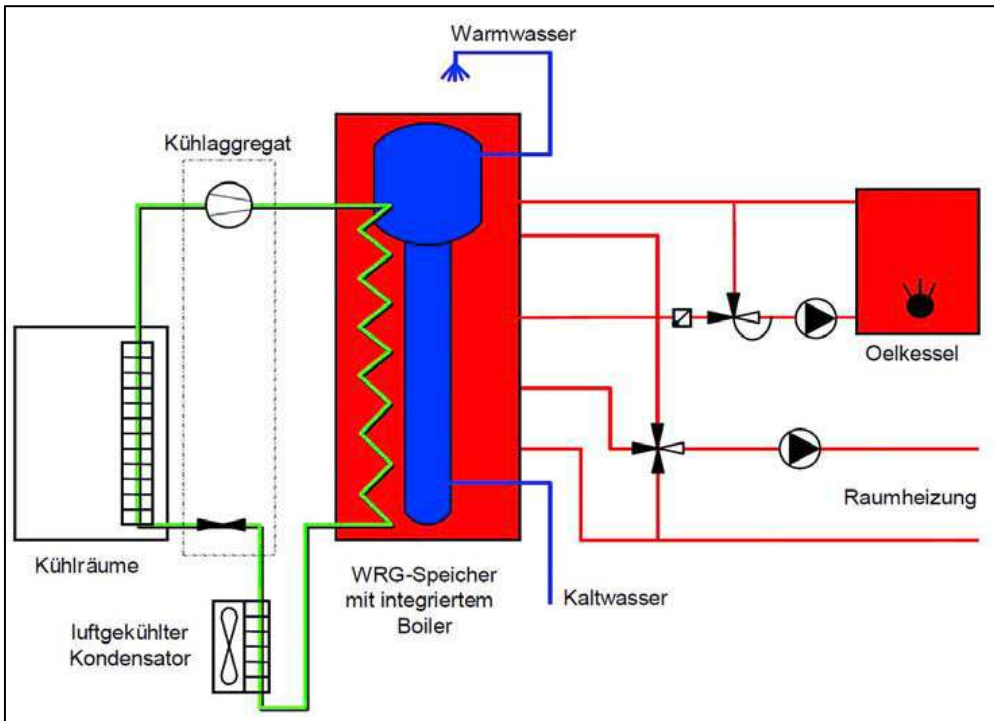 Warmwasser
Kühlaggregat
Oelkessel
Raumheizung
Kühlräume
WRG-Speicher
mit integriertem
Boiler
Kaltwasser
luftgekühlter
Kondensator